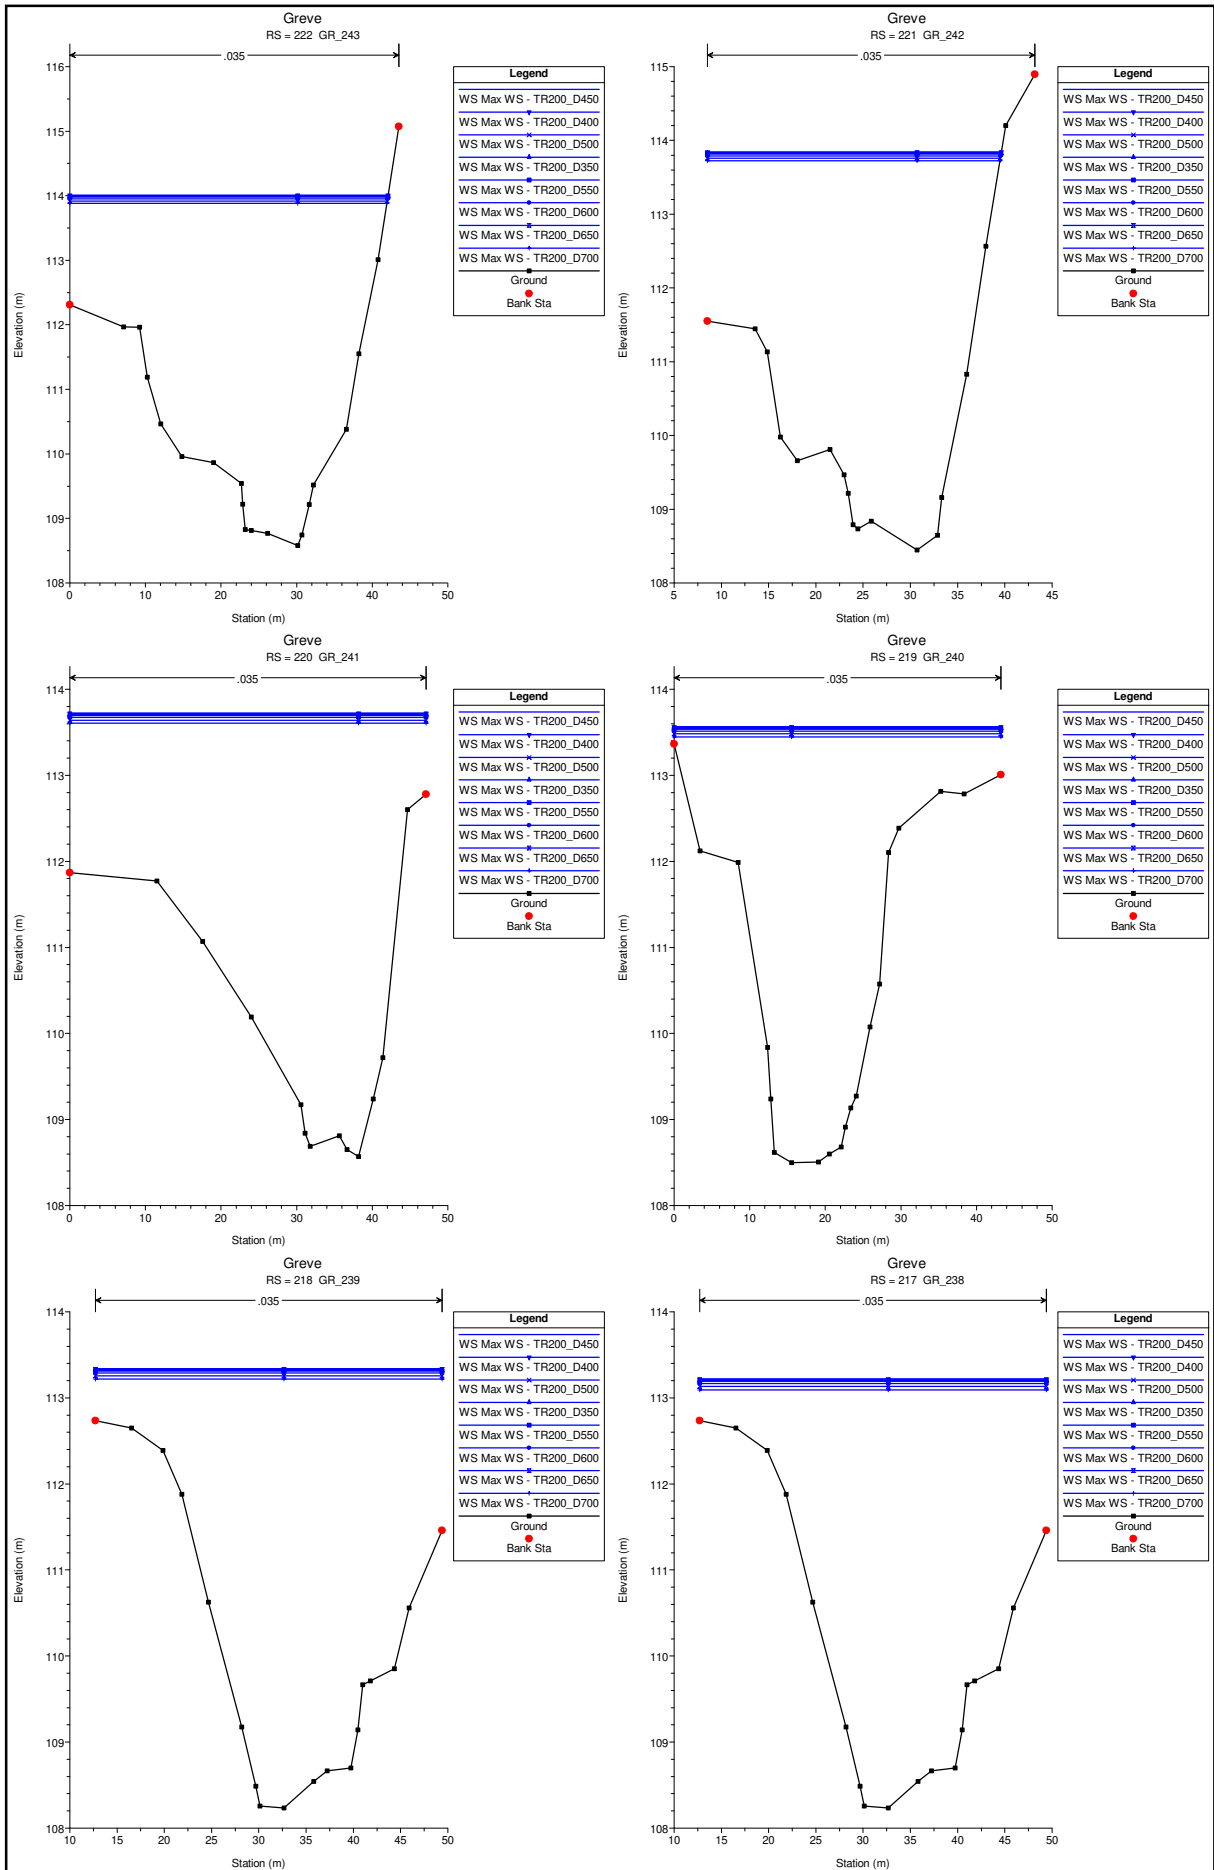 Greve
RS = 222 GR_243
.035
116
115
114
113
112
111
110
109
108
Elevation (m)
0 10 20 30 40 50
Station (m)
Legend
WS Max WS - TR200_D450
WS Max WS - TR200_D400
WS Max WS - TR200_D500
WS Max WS - TR200_D350
WS Max WS - TR200_D550
WS Max WS - TR200_D600
WS Max WS - TR200_D650
WS Max WS - TR200_D700
Ground
Bank Sta
Greve
RS = 221 GR_242
.035
115
114
113
112
111
110
109
108
Elevation (m)
5 10 15 20 25 30 35 40 45
Station (m)
Legend
WS Max WS - TR200_D450
WS Max WS - TR200_D400
WS Max WS - TR200_D500
WS Max WS - TR200_D350
WS Max WS - TR200_D550
WS Max WS - TR200_D600
WS Max WS - TR200_D650
WS Max WS - TR200_D700
Ground
Bank Sta
Greve
RS = 220 GR_241
.035
114
113
112
111
110
109
108
Elevation (m)
0 10 20 30 40 50
Station (m)
Legend
WS Max WS - TR200_D450
WS Max WS - TR200_D400
WS Max WS - TR200_D500
WS Max WS - TR200_D350
WS Max WS - TR200_D550
WS Max WS - TR200_D600
WS Max WS - TR200_D650
WS Max WS - TR200_D700
Ground
Bank Sta
Greve
RS = 219 GR_240
.035
114
113
112
111
110
109
108
Elevation (m)
0 10 20 30 40 50
Station (m)
Legend
WS Max WS - TR200_D450
WS Max WS - TR200_D400
WS Max WS - TR200_D500
WS Max WS - TR200_D350
WS Max WS - TR200_D550
WS Max WS - TR200_D600
WS Max WS - TR200_D650
WS Max WS - TR200_D700
Ground
Bank Sta
Greve
RS = 218 GR_239
.035
114
113
112
111
110
109
108
Elevation (m)
10 15 20 25 30 35 40 45 50
Station (m)
Legend
WS Max WS - TR200_D450
WS Max WS - TR200_D400
WS Max WS - TR200_D500
WS Max WS - TR200_D350
WS Max WS - TR200_D550
WS Max WS - TR200_D600
WS Max WS - TR200_D650
WS Max WS - TR200_D700
Ground
Bank Sta
Greve
RS = 217 GR_238
.035
114
113
112
111
110
109
108
Elevation (m)
10 15 20 25 30 35 40 45 50
Station (m)
Legend
WS Max WS - TR200_D450
WS Max WS - TR200_D400
WS Max WS - TR200_D500
WS Max WS - TR200_D350
WS Max WS - TR200_D550
WS Max WS - TR200_D600
WS Max WS - TR200_D650
WS Max WS - TR200_D700
Ground
Bank Sta